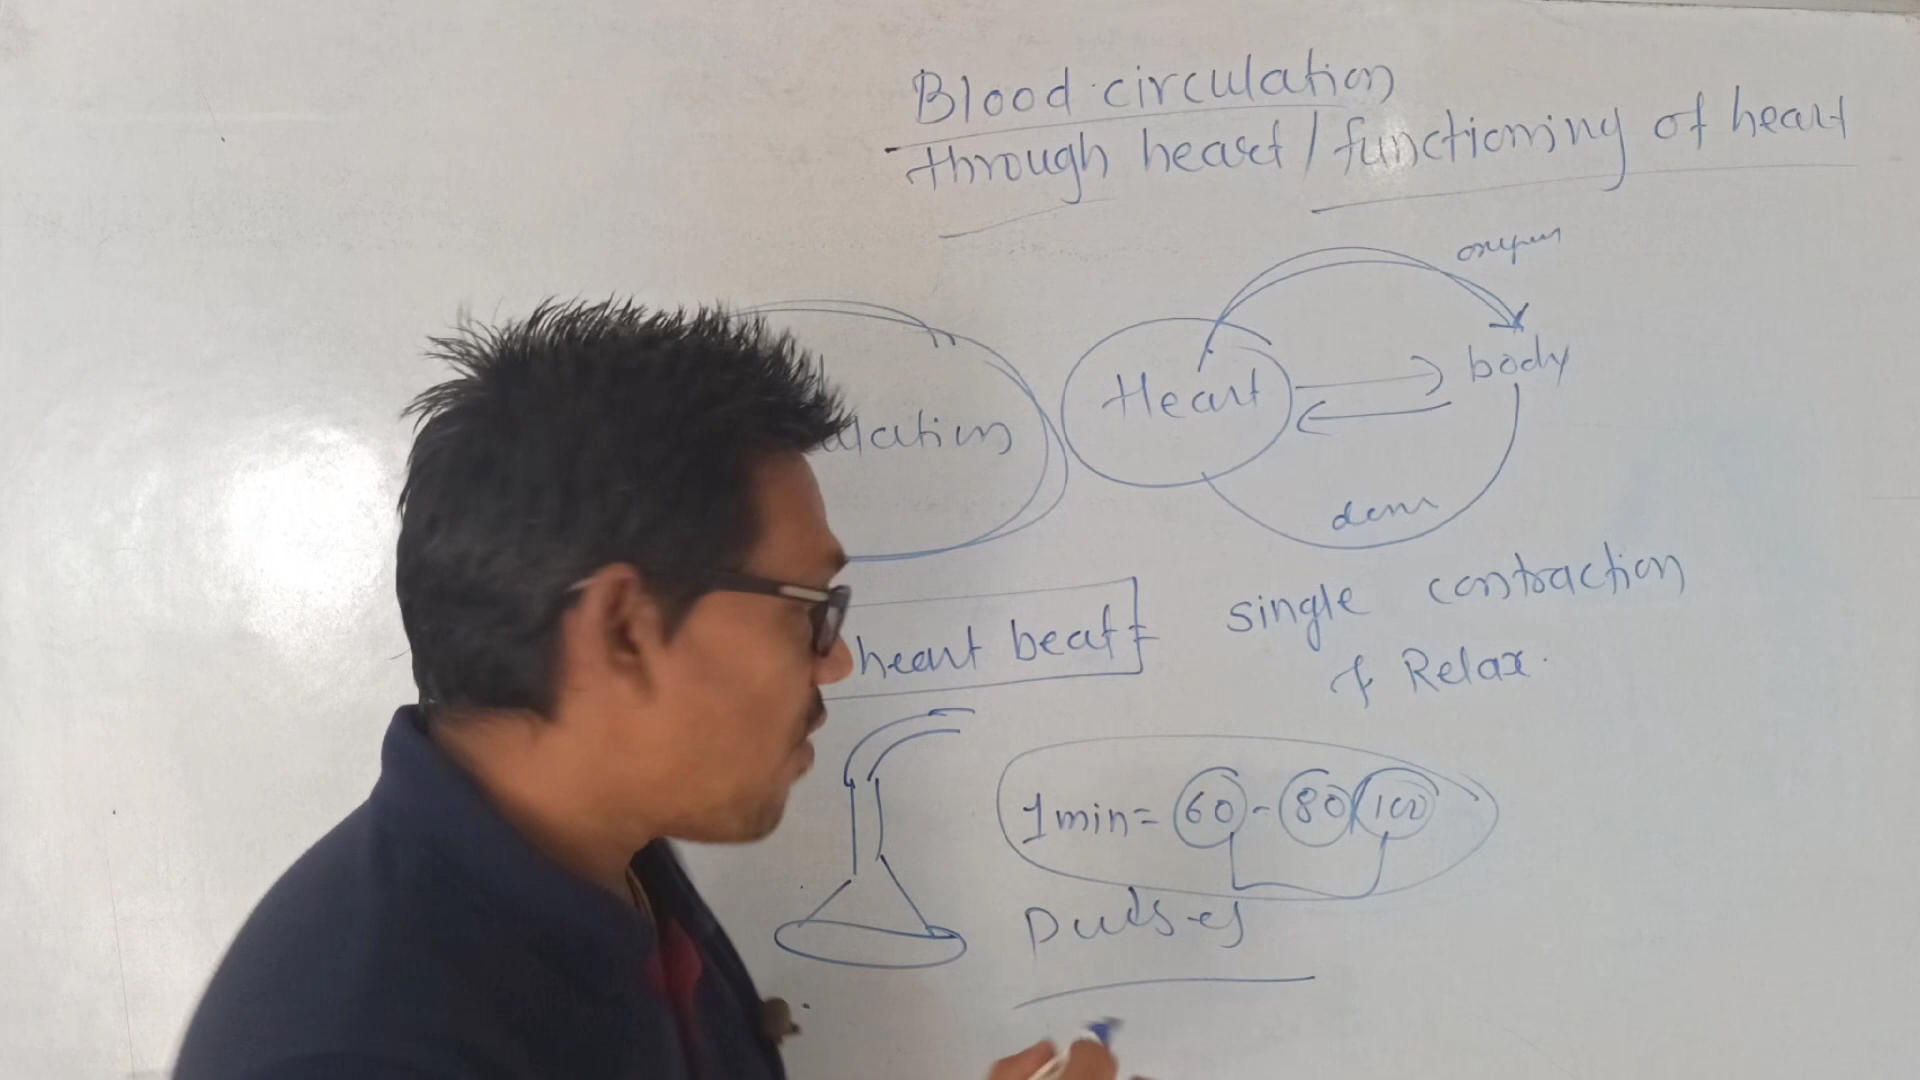 Blood circulation
through heart / functioning of heart
Heart
body
heart beat = single contraction
& Relax.
1 min = 60 - 80/100
Pulses